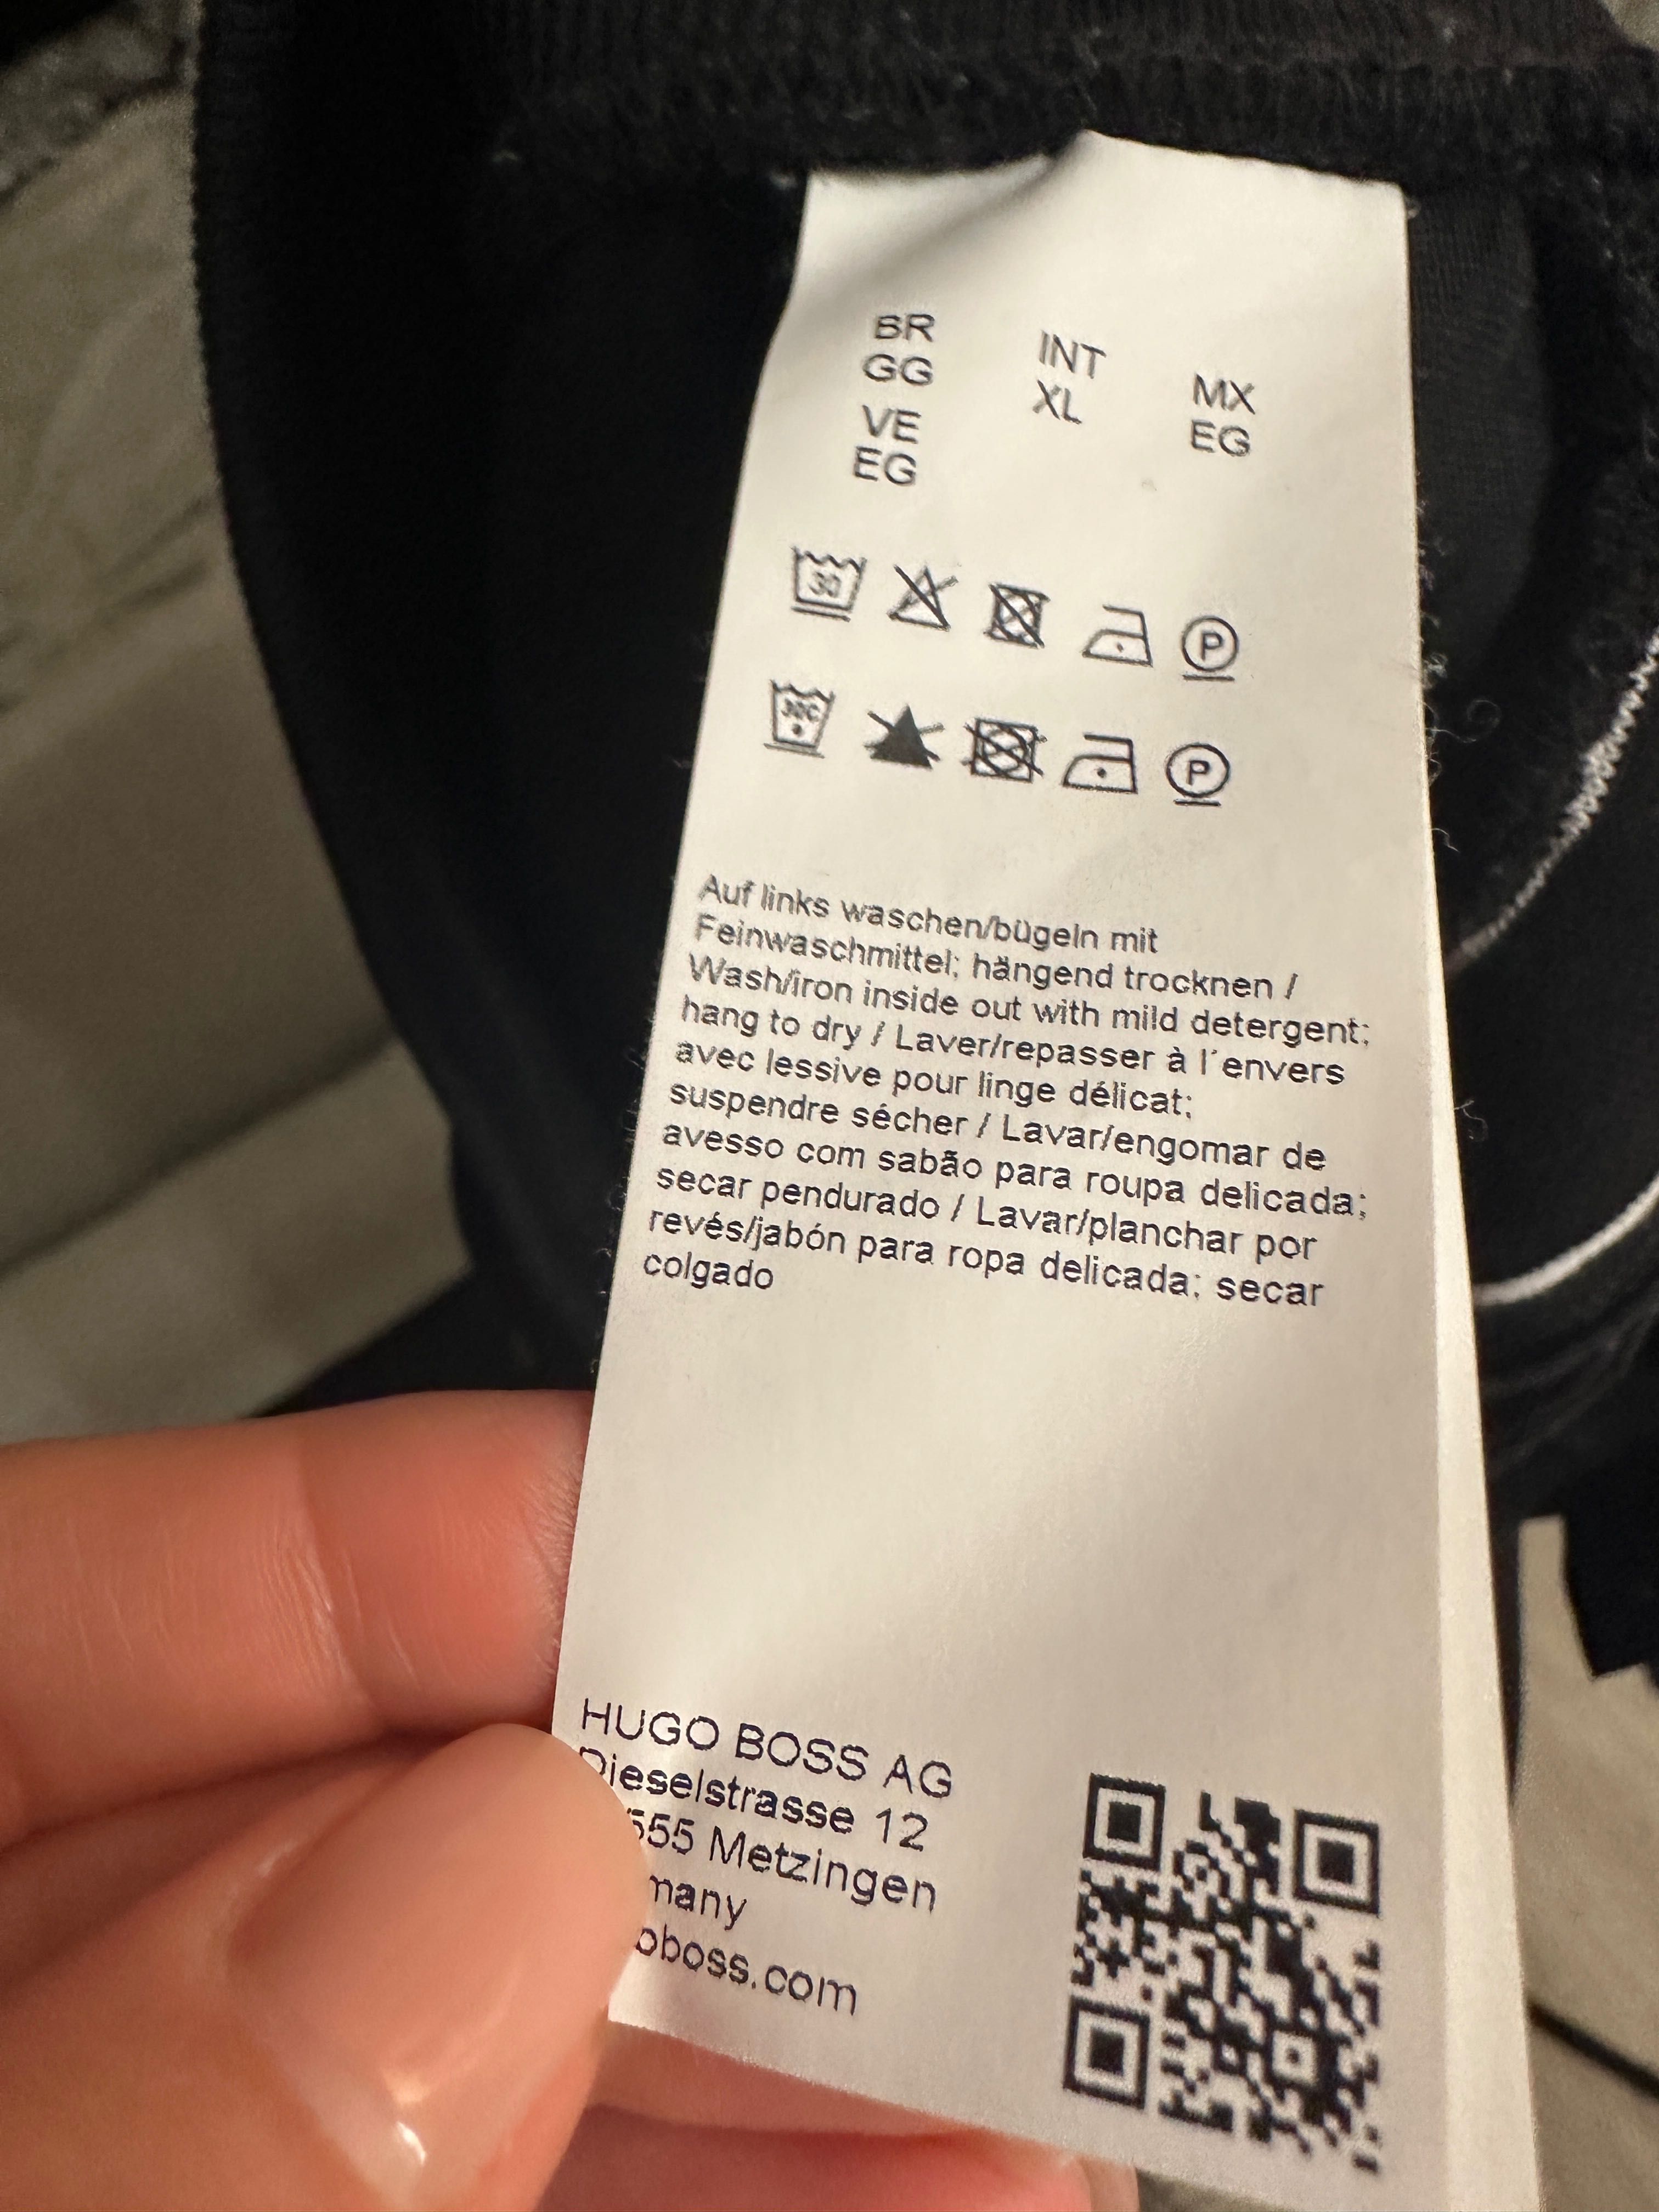 BR
GG
INT
XL
MX
EG
VE
EG
30
P
30C
P
Auf links waschen/bügeln mit
Feinwaschmittel; hängend trocknen /
Wash/iron inside out with mild detergent;
hang to dry / Laver/repasser à l´envers
avec lessive pour linge délicat;
suspendre sécher / Lavar/engomar de
avesso com sabão para roupa delicada;
secar pendurado / Lavar/planchar por
revés/jabón para ropa delicada; secar
colgado
HUGO BOSS AG
Dieselstrasse 12
555 Metzingen
many
oboss.com